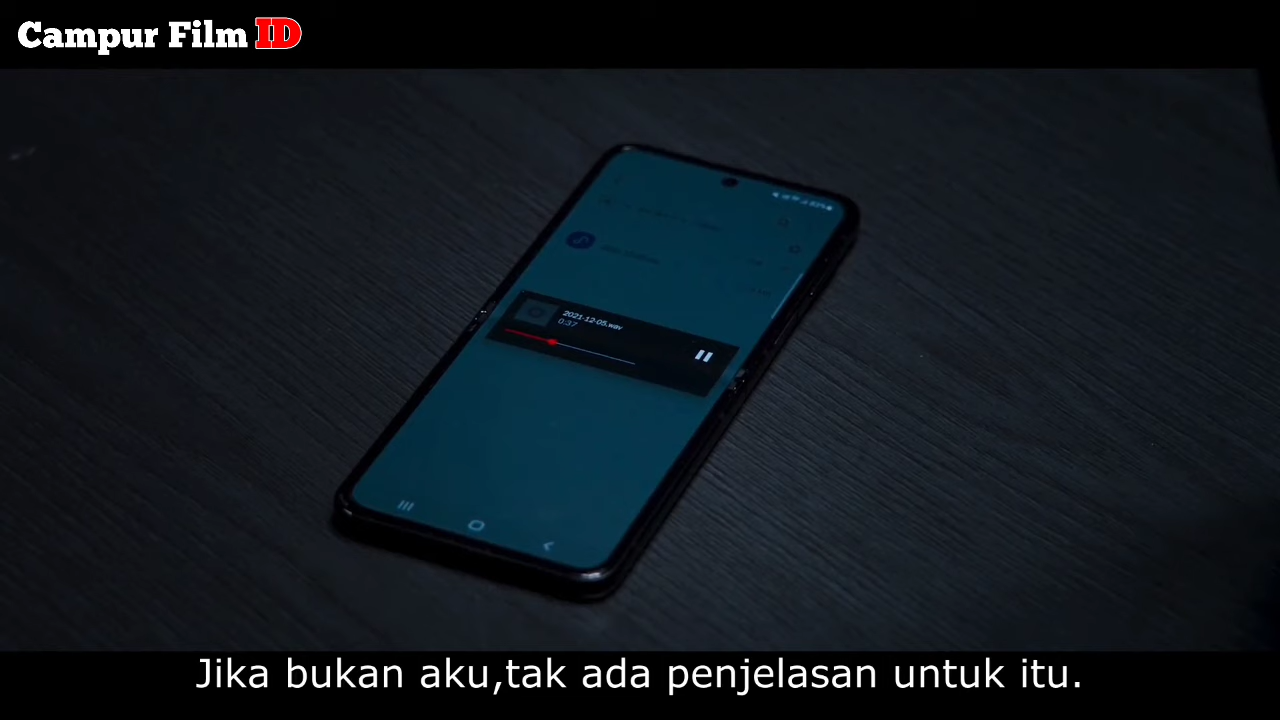 Campur Film ID
2021-12-05.wav
0:37
Jika bukan aku,tak ada penjelasan untuk itu.